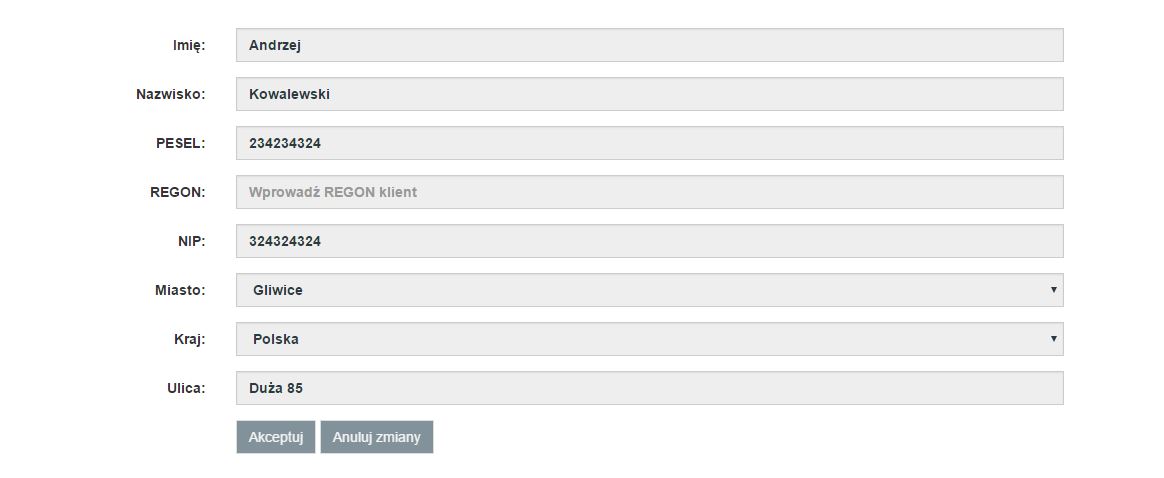 Imię: Andrzej
Nazwisko: Kowalewski
PESEL: 234234324
REGON: Wprowadź REGON klient
NIP: 324324324
Miasto: Gliwice
Kraj: Polska
Ulica: Duża 85
Akceptuj Anuluj zmiany